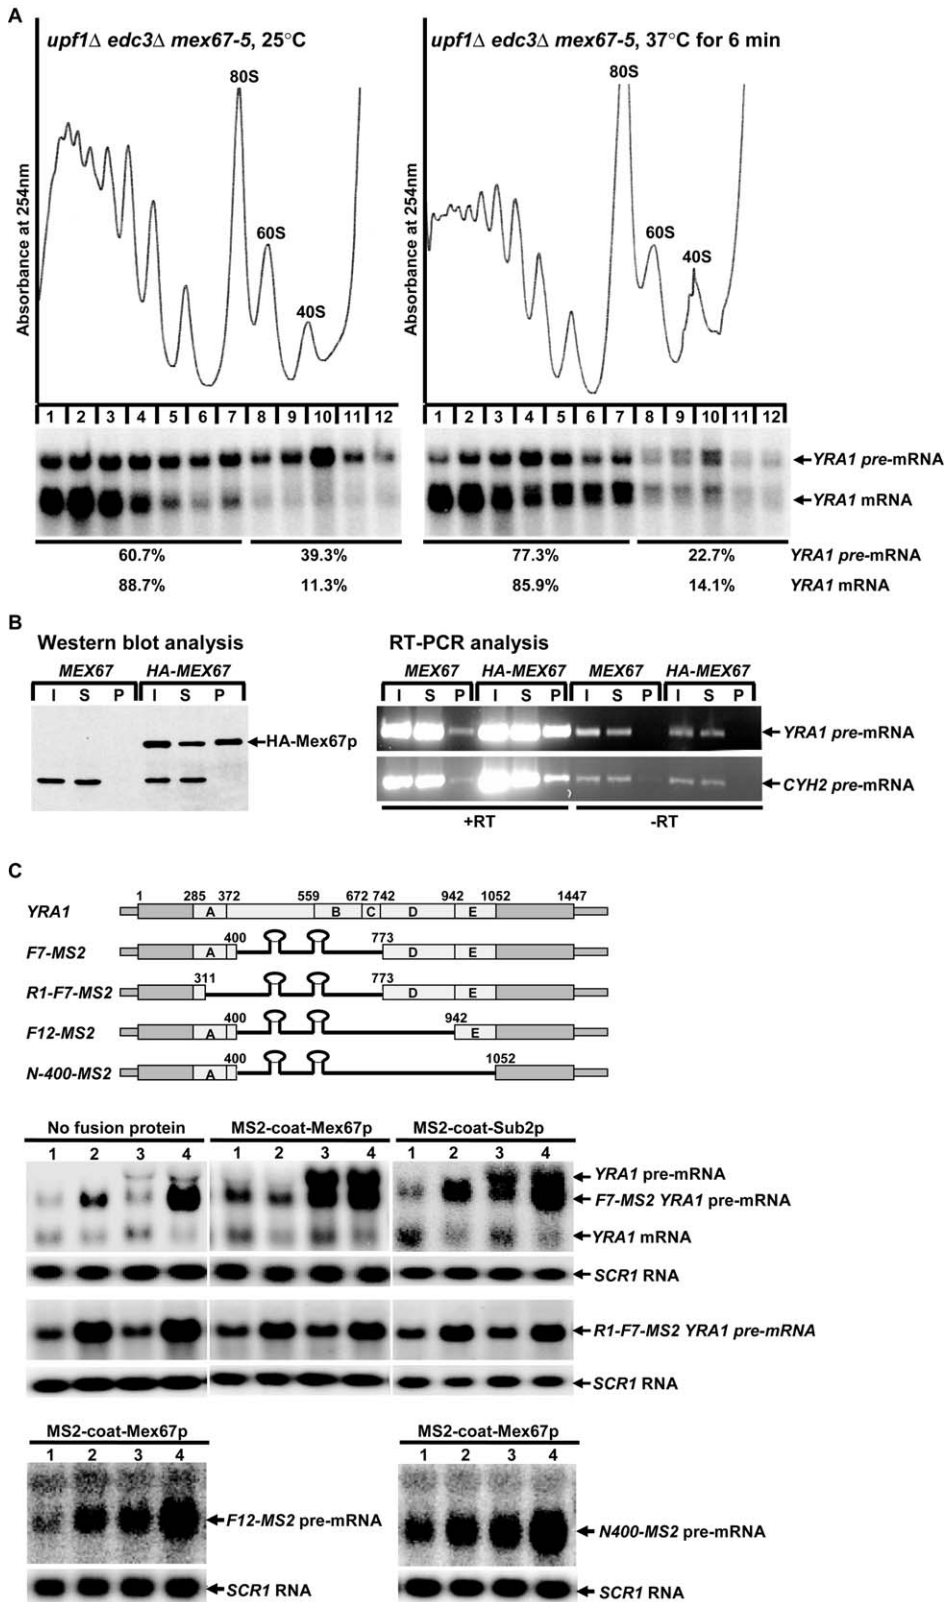 A
upf1Δ edc3Δ mex67-5, 25°C
upf1Δ edc3Δ mex67-5, 37°C for 6 min
Absorbance at 254nm
80S
60S
40S
Absorbance at 254nm
80S
60S
40S
1 2 3 4 5 6 7 8 9 10 11 12
1 2 3 4 5 6 7 8 9 10 11 12
YRA1 pre-mRNA
YRA1 mRNA
60.7% 39.3% 77.3% 22.7% YRA1 pre-mRNA
88.7% 11.3% 85.9% 14.1% YRA1 mRNA
B
Western blot analysis
MEX67 HA-MEX67
I S P I S P
HA-Mex67p
RT-PCR analysis
MEX67 HA-MEX67 MEX67 HA-MEX67
I S P I S P I S P I S P
YRA1 pre-mRNA
CYH2 pre-mRNA
+RT -RT
C
1 285 372 559 672 742 942 1052 1447
YRA1 A B C D E
400 773
F7-MS2 A D E
311 773
R1-F7-MS2 D E
400 942
F12-MS2 A E
400 1052
N-400-MS2 A
No fusion protein MS2-coat-Mex67p MS2-coat-Sub2p
1 2 3 4 1 2 3 4 1 2 3 4
YRA1 pre-mRNA
F7-MS2 YRA1 pre-mRNA
YRA1 mRNA
SCR1 RNA
R1-F7-MS2 YRA1 pre-mRNA
SCR1 RNA
MS2-coat-Mex67p MS2-coat-Mex67p
1 2 3 4 1 2 3 4
F12-MS2 pre-mRNA N400-MS2 pre-mRNA
SCR1 RNA SCR1 RNA